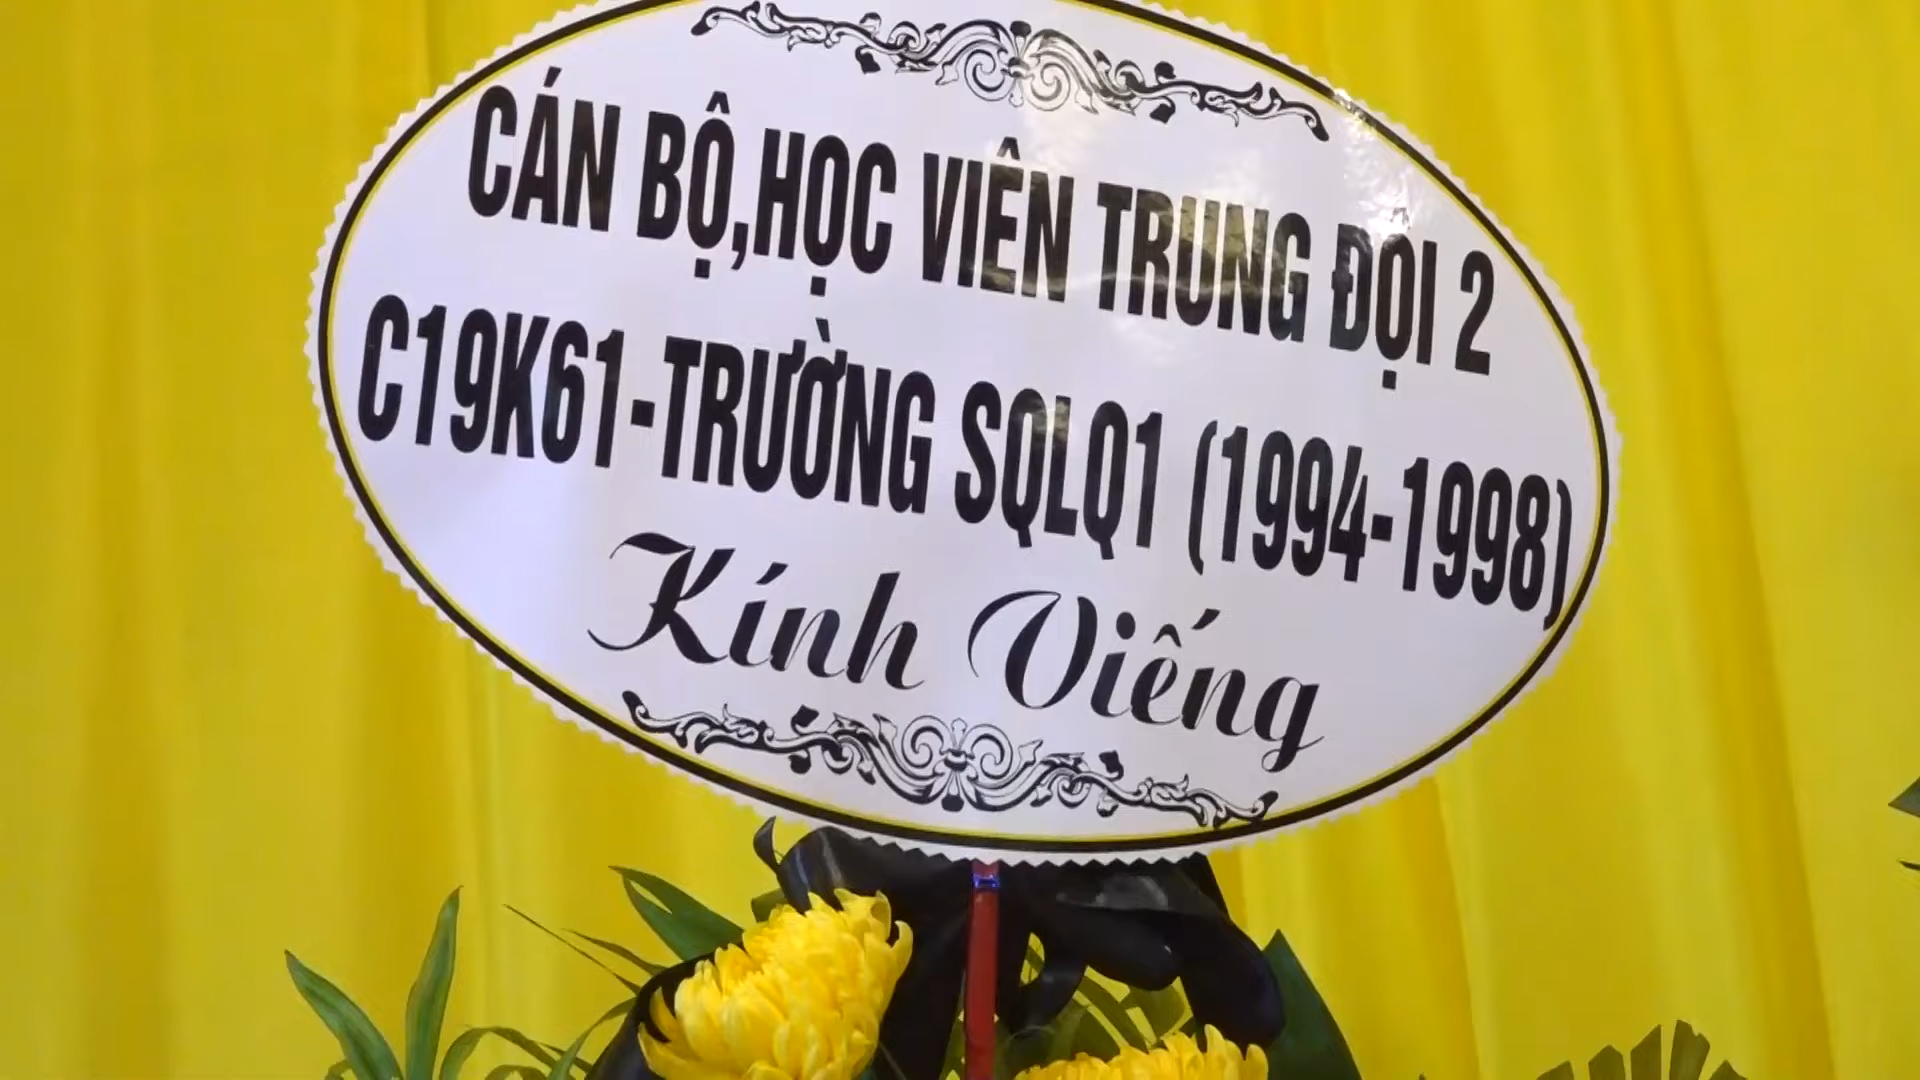 CÁN BỘ,HỌC VIÊN TRUNG ĐỘI 2
C19K61-TRƯỜNG SQLQ1 (1994-1998)
Kính Viếng